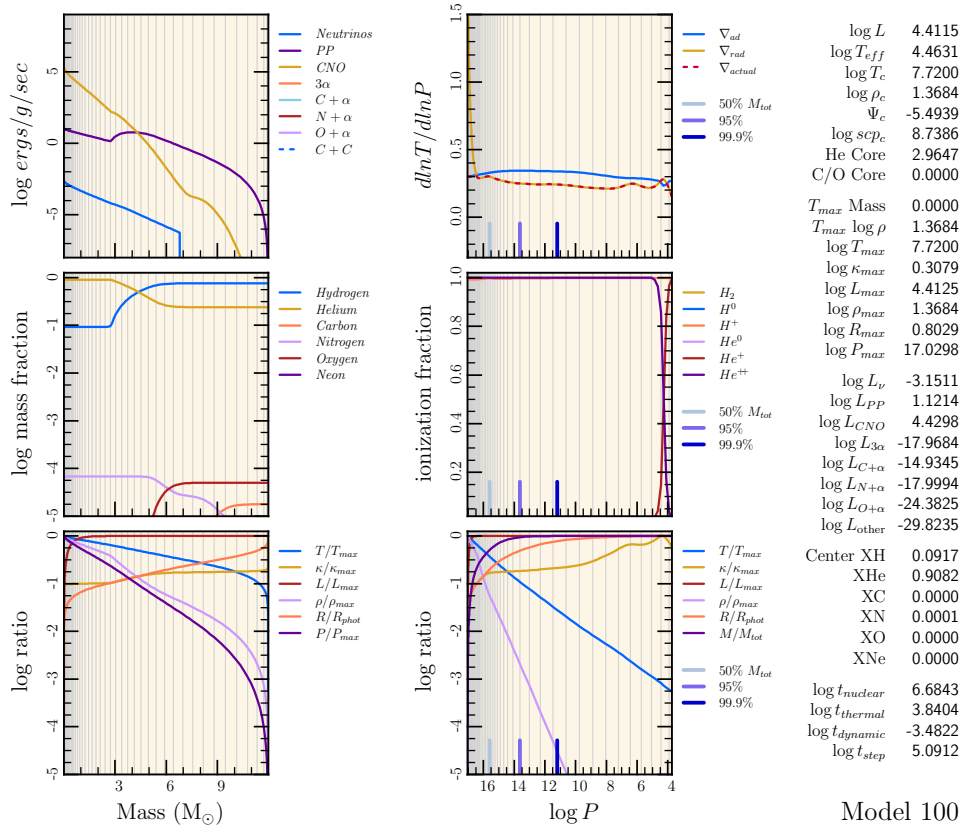 log ergs/g/sec
5
0
-5
Neutrinos
PP
CNO
3α
C + α
N + α
O + α
C + C
dlnT/dlnP
1.5
1.0
0.5
0.0
∇ad
∇rad
∇actual
50% Mtot
95%
99.9%
log L 4.4115
log Teff 4.4631
log Tc 7.7200
log ρc 1.3684
Ψc -5.4939
log scpc 8.7386
He Core 2.9647
C/O Core 0.0000
Tmax Mass 0.0000
Tmax log ρ 1.3684
log Tmax 7.7200
log κmax 0.3079
log Lmax 4.4125
log ρmax 1.3684
log Rmax 0.8029
log Pmax 17.0298
log Lν -3.1511
log LPP 1.1214
log LCNO 4.4298
log L3α -17.9684
log LC+α -14.9345
log LN+α -17.9994
log LO+α -24.3825
log Lother -29.8235
Center XH 0.0917
XHe 0.9082
XC 0.0000
XN 0.0001
XO 0.0000
XNe 0.0000
log tnuclear 6.6843
log tthermal 3.8404
log tdynamic -3.4822
log tstep 5.0912
log mass fraction
0
-1
-2
-3
-4
-5
Hydrogen
Helium
Carbon
Nitrogen
Oxygen
Neon
ionization fraction
1.0
0.8
0.6
0.4
0.2
H2
H0
H+
He0
He+
He++
50% Mtot
95%
99.9%
log ratio
0
-1
-2
-3
-4
-5
T/Tmax
κ/κmax
L/Lmax
ρ/ρmax
R/Rphot
P/Pmax
3 6 9
Mass (M⊙)
log ratio
0
-1
-2
-3
-4
-5
T/Tmax
κ/κmax
L/Lmax
ρ/ρmax
R/Rphot
M/Mtot
50% Mtot
95%
99.9%
16 14 12 10 8 6 4
log P
Model 100